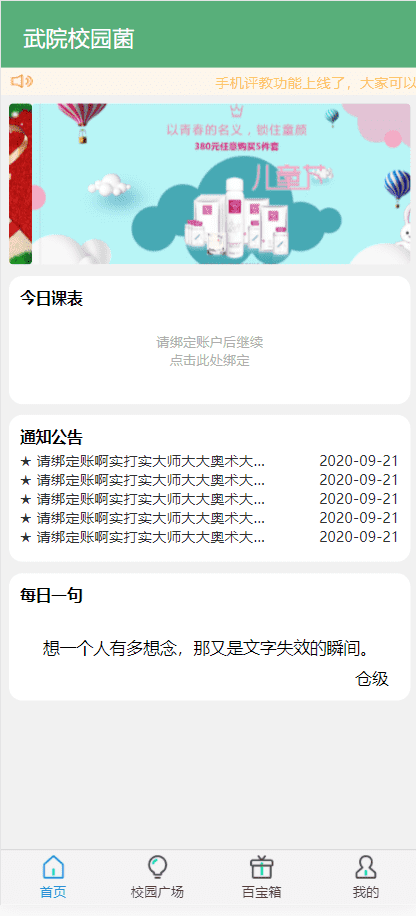 武院校园菌
手机评教功能上线了，大家可以
以青春的名义，锁住童颜
380元任意购买5件套
儿童节
今日课表
请绑定账户后继续
点击此处绑定
通知公告
★ 请绑定账啊实打实大师大大奥术大... 2020-09-21
★ 请绑定账啊实打实大师大大奥术大... 2020-09-21
★ 请绑定账啊实打实大师大大奥术大... 2020-09-21
★ 请绑定账啊实打实大师大大奥术大... 2020-09-21
★ 请绑定账啊实打实大师大大奥术大... 2020-09-21
每日一句
想一个人有多想念，那又是文字失效的瞬间。
仓级
首页 校园广场 百宝箱 我的